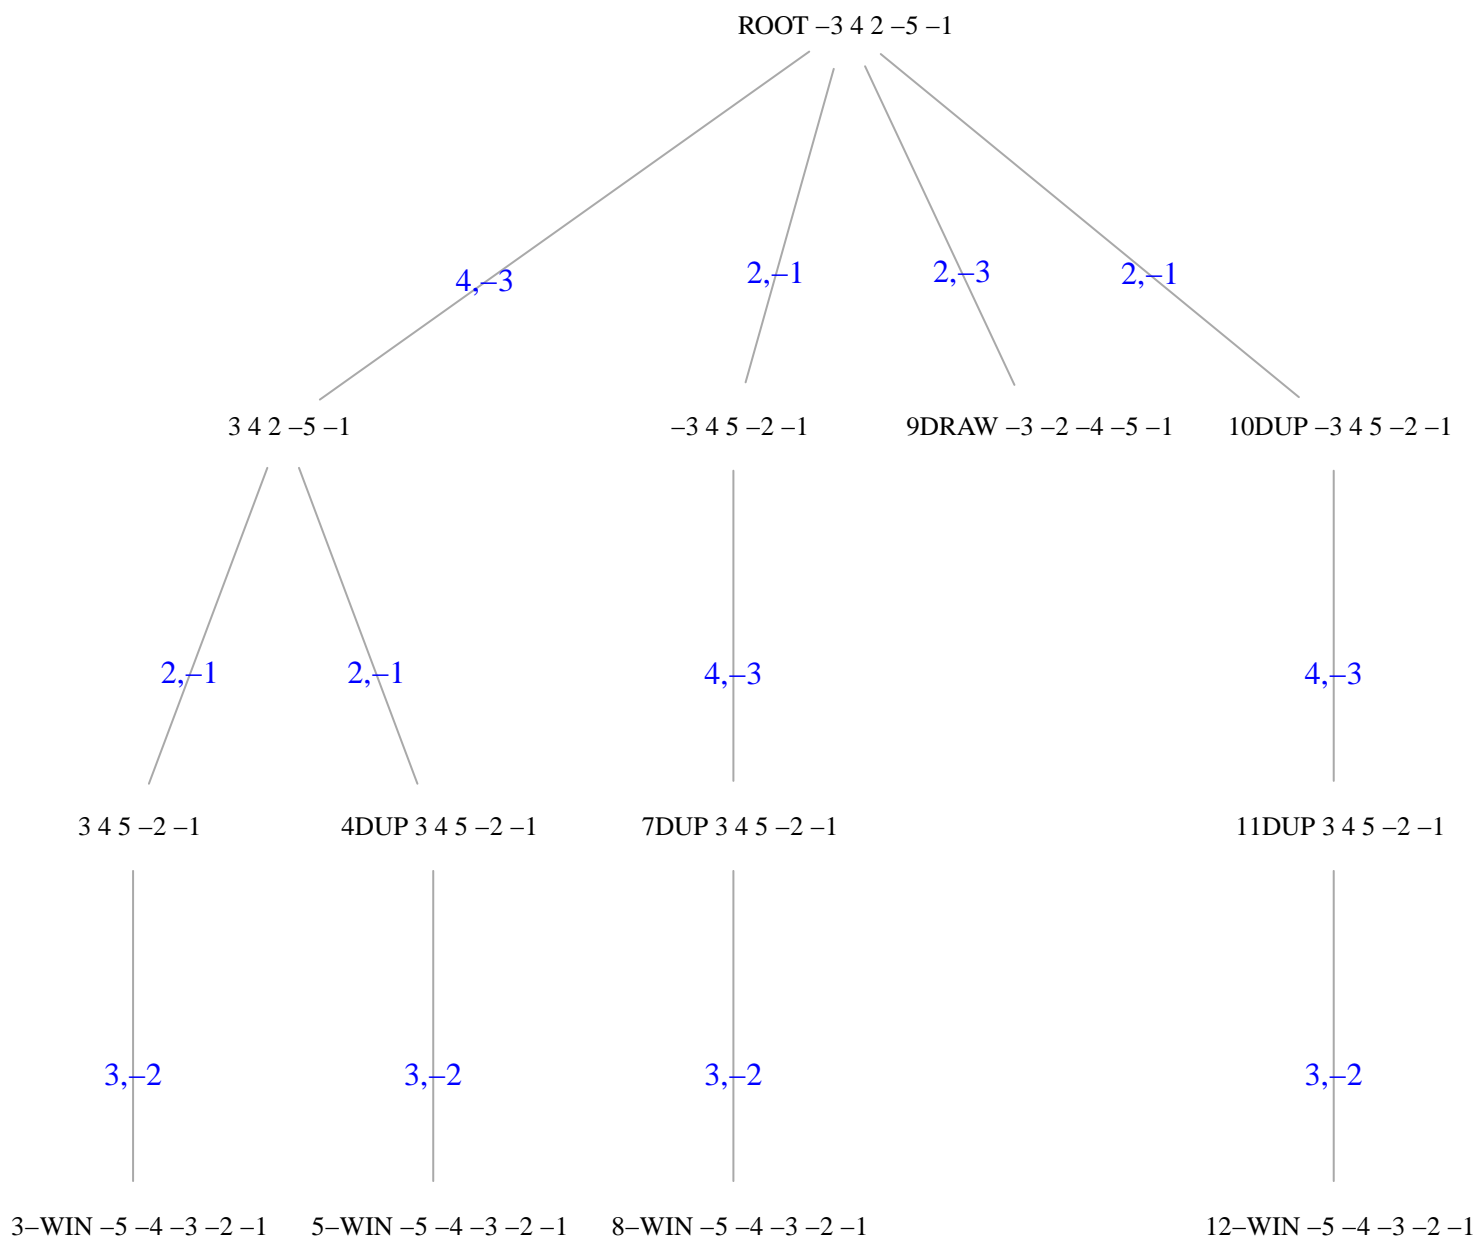 ROOT –3 4 2 –5 –1
4,–3
2,–1
2,–3
2,–1
3 4 2 –5 –1
–3 4 5 –2 –1
9DRAW –3 –2 –4 –5 –1
10DUP –3 4 5 –2 –1
2,–1
2,–1
4,–3
4,–3
3 4 5 –2 –1
4DUP 3 4 5 –2 –1
7DUP 3 4 5 –2 –1
11DUP 3 4 5 –2 –1
3,–2
3,–2
3,–2
3,–2
3–WIN –5 –4 –3 –2 –1
5–WIN –5 –4 –3 –2 –1
8–WIN –5 –4 –3 –2 –1
12–WIN –5 –4 –3 –2 –1